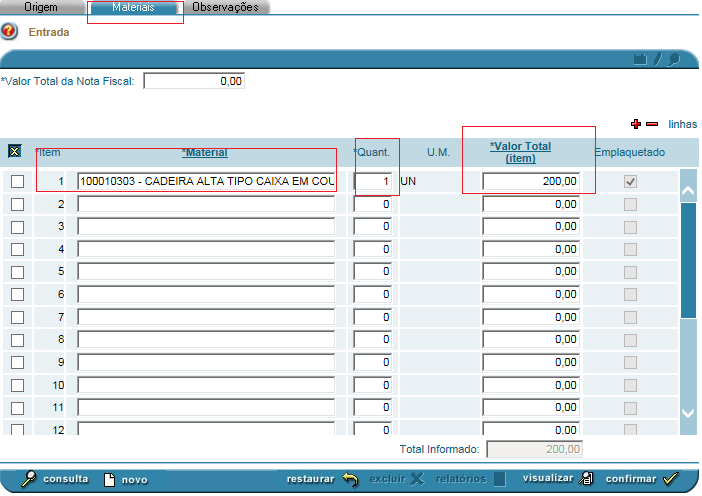 Origem Materiais Observações
Entrada
*Valor Total da Nota Fiscal: 0,00
linhas
*Item *Material *Quant. U.M. *Valor Total (item) Emplaquetado
1 100010303 - CADEIRA ALTA TIPO CAIXA EM COU 1 UN 200,00
2 0 0,00
3 0 0,00
4 0 0,00
5 0 0,00
6 0 0,00
7 0 0,00
8 0 0,00
9 0 0,00
10 0 0,00
11 0 0,00
12 0 0,00
Total Informado: 200,00
consulta novo restaurar excluir relatórios visualizar confirmar